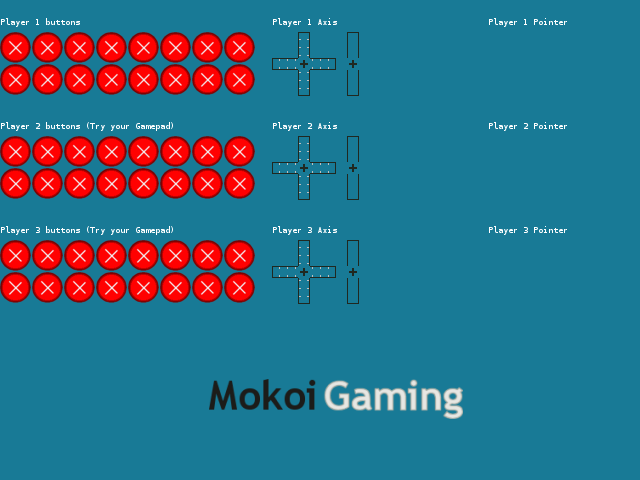 Player 1 buttons Player 1 Axis Player 1 Pointer
Player 2 buttons (Try your Gamepad) Player 2 Axis Player 2 Pointer
Player 3 buttons (Try your Gamepad) Player 3 Axis Player 3 Pointer
Mokoi Gaming